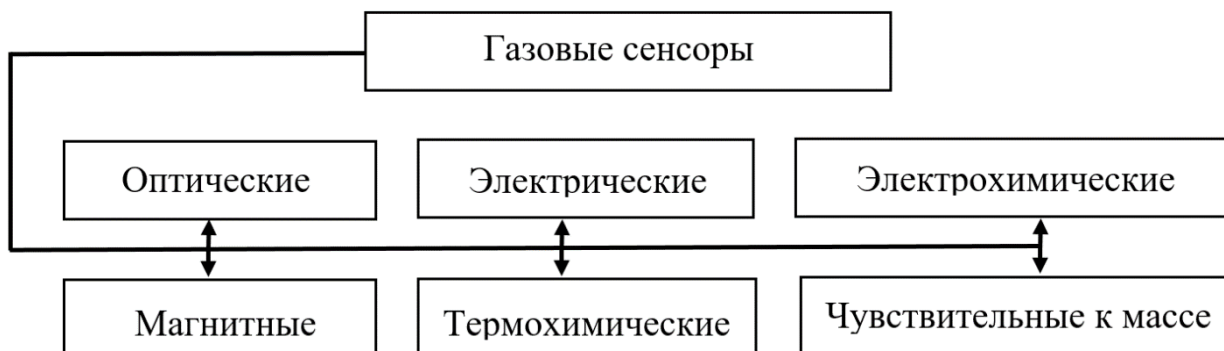 Газовые сенсоры
Оптические
Электрические
Электрохимические
Магнитные
Термохимические
Чувствительные к массе